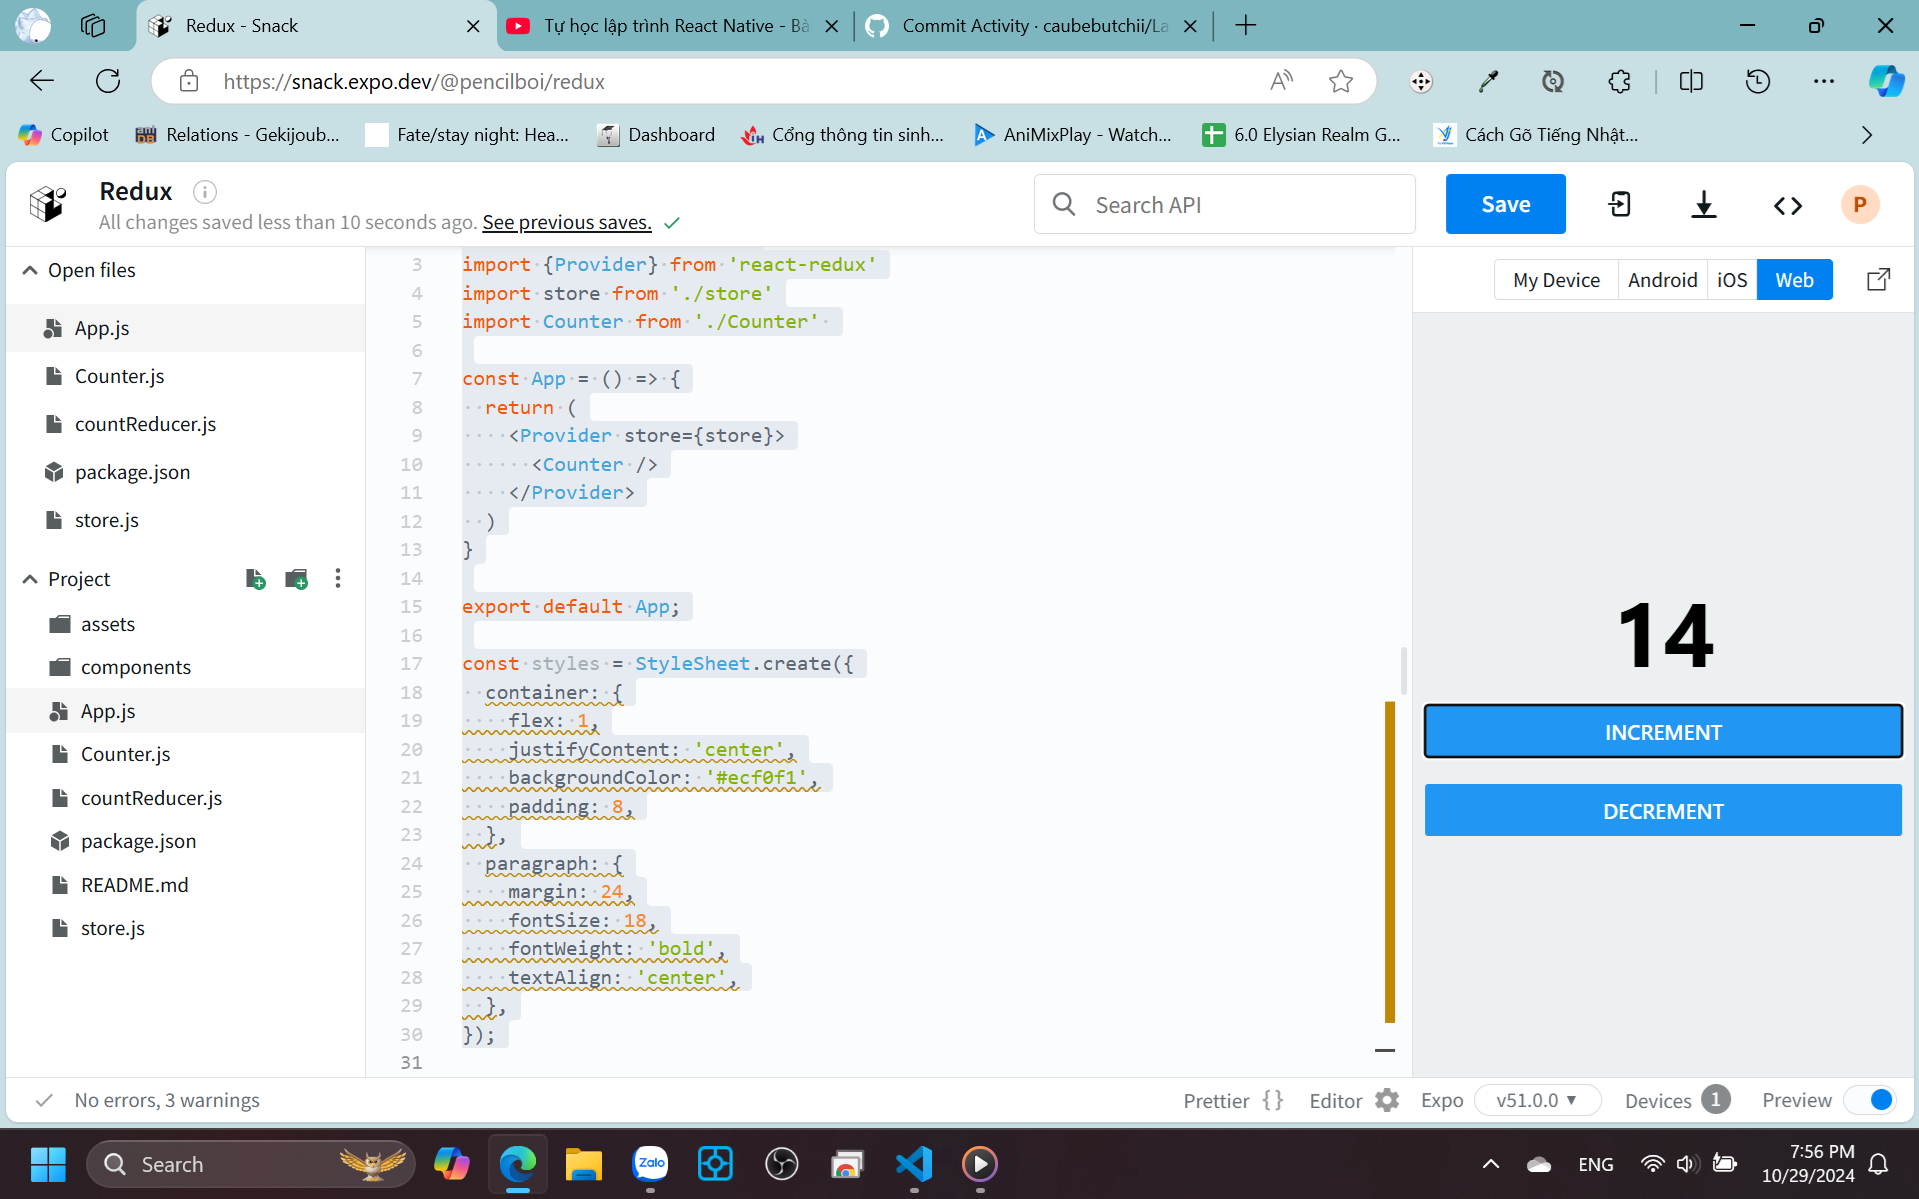 Redux - Snack
Tự học lập trình React Native - Bà
Commit Activity · caubebutchii/La
https://snack.expo.dev/@pencilboi/redux
Copilot
Relations - Gekijoub...
Fate/stay night: Hea...
Dashboard
Cổng thông tin sinh...
AniMixPlay - Watch...
6.0 Elysian Realm G...
Cách Gõ Tiếng Nhật...
Redux
All changes saved less than 10 seconds ago. See previous saves.
Search API
Save
P
Open files
App.js
Counter.js
countReducer.js
package.json
store.js
Project
assets
components
App.js
Counter.js
countReducer.js
package.json
README.md
store.js
3 import {Provider} from 'react-redux'
4 import store from './store'
5 import Counter from './Counter'
6
7 const App = () => {
8 return (
9 <Provider store={store}>
10 <Counter />
11 </Provider>
12 )
13 }
14
15 export default App;
16
17 const styles = StyleSheet.create({
18 container: {
19 flex: 1,
20 justifyContent: 'center',
21 backgroundColor: '#ecf0f1',
22 padding: 8,
23 },
24 paragraph: {
25 margin: 24,
26 fontSize: 18,
27 fontWeight: 'bold',
28 textAlign: 'center',
29 },
30 });
31
My Device Android iOS Web
14
INCREMENT
DECREMENT
No errors, 3 warnings
Prettier {} Editor Expo v51.0.0 Devices 1 Preview
Search
Zalo
ENG
7:56 PM
10/29/2024